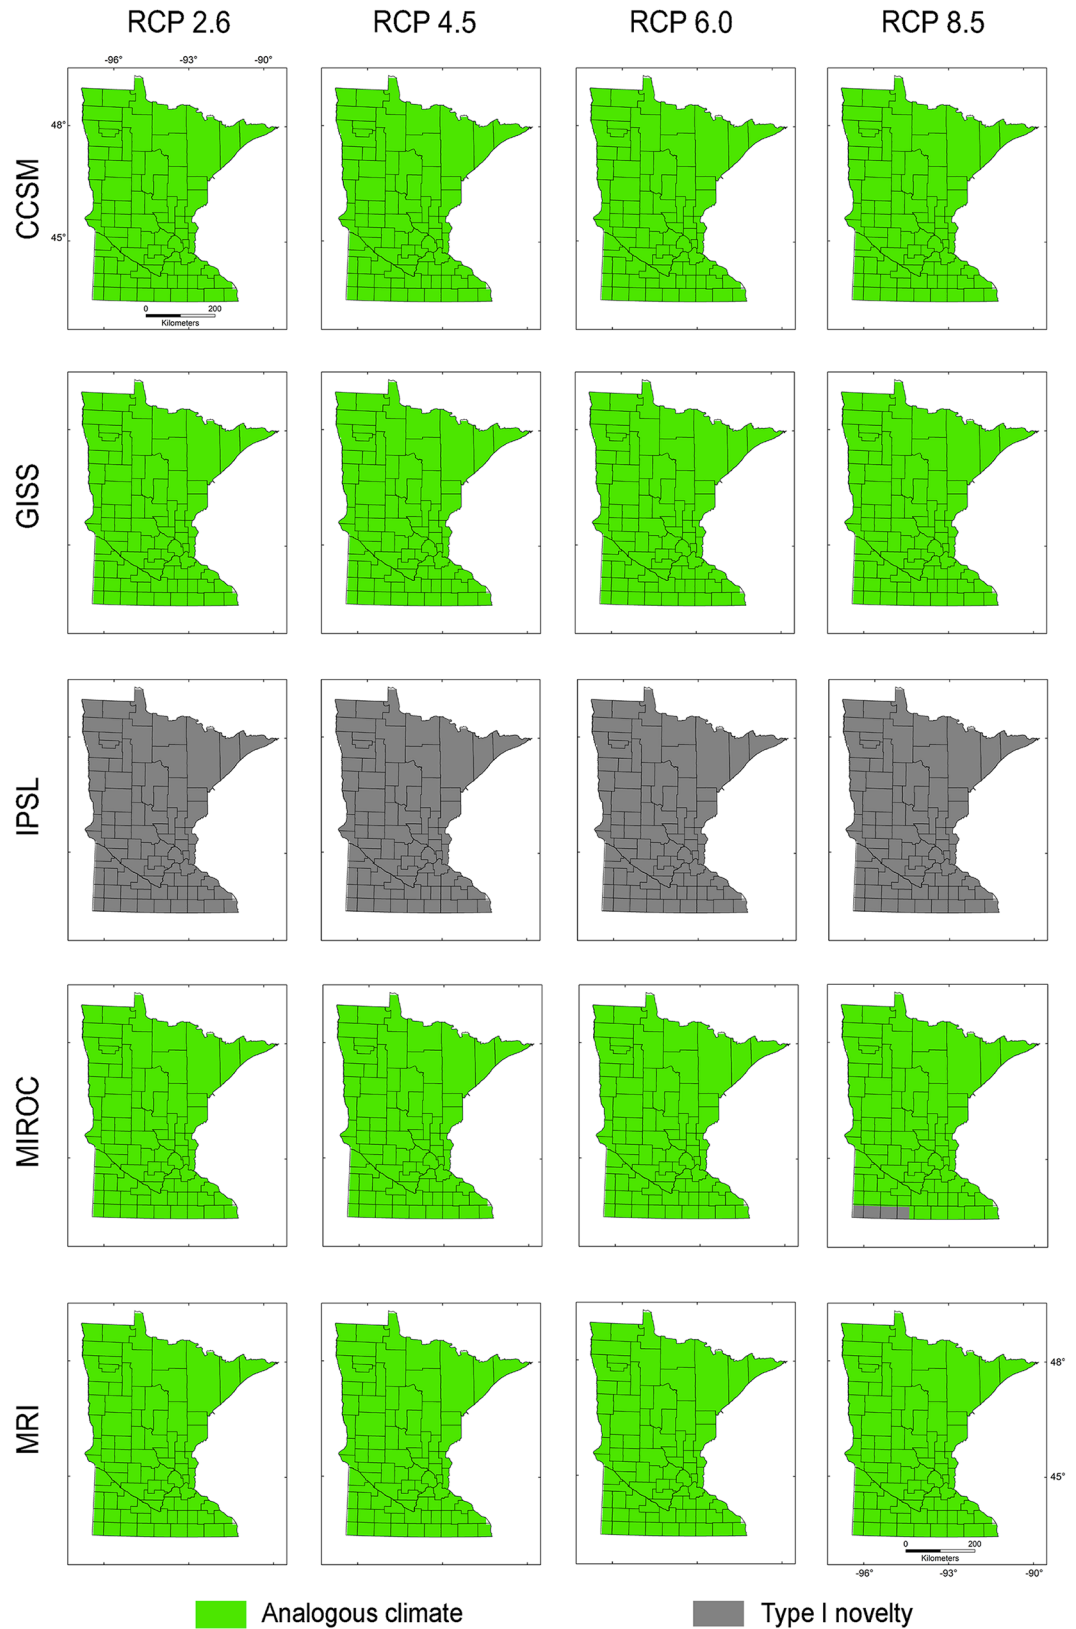 RCP 2.6 RCP 4.5 RCP 6.0 RCP 8.5
-96° -93° -90°
48°
CCSM
45°
0 200
Kilometers
GISS
IPSL
MIROC
MRI
48°
45°
0 200
Kilometers
-96° -93° -90°
Analogous climate Type I novelty